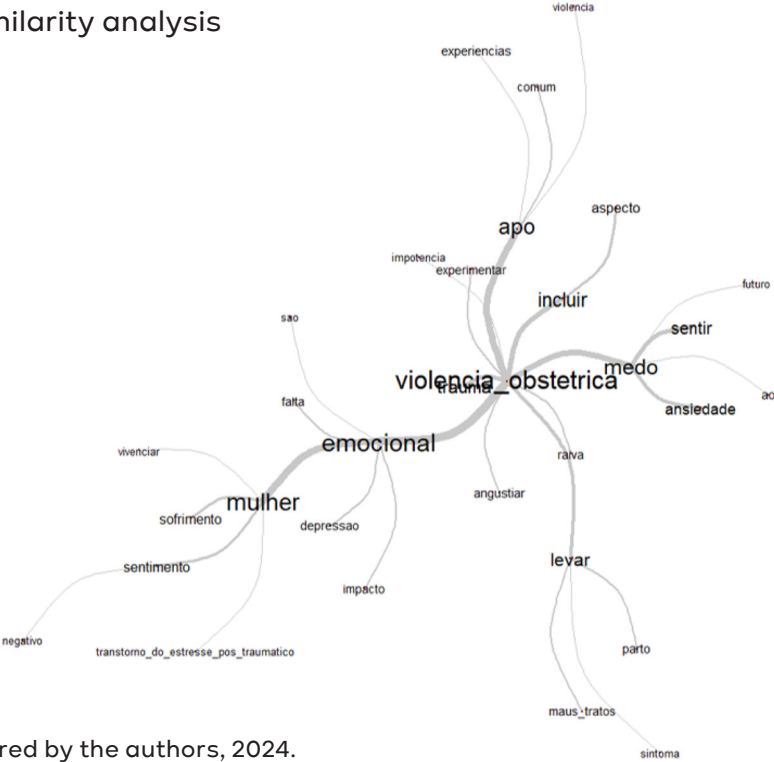 milarity analysis
violencia
experiencias
comum
aspecto
apo
impotencia
experimentar
futuro
incluir
sao
sentir
medo
violencia_obstetrica
trauma
ao
falta
ansiedade
emocional
vivenciar
raiva
angustiar
mulher
sofrimento
depressao
levar
sentimento
impacto
negativo
parto
transtorno_do_estresse_pos_traumatico
maus_tratos
red by the authors, 2024.
sintoma